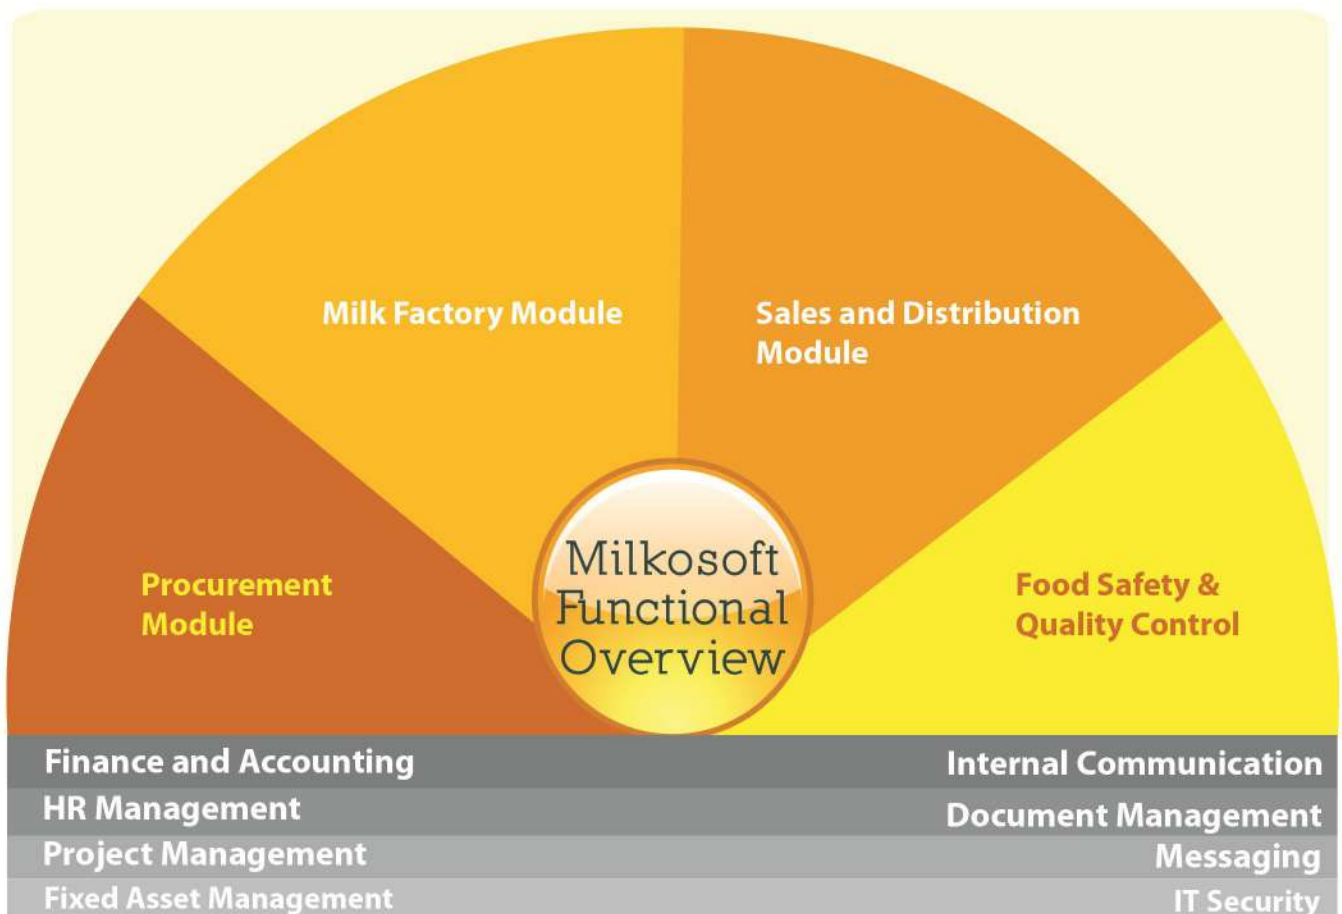 Milk Factory Module
Sales and Distribution
Module
Procurement
Module
Milkosoft
Functional
Overview
Food Safety &
Quality Control
Finance and Accounting
Internal Communication
HR Management
Document Management
Project Management
Messaging
Fixed Asset Management
IT Security